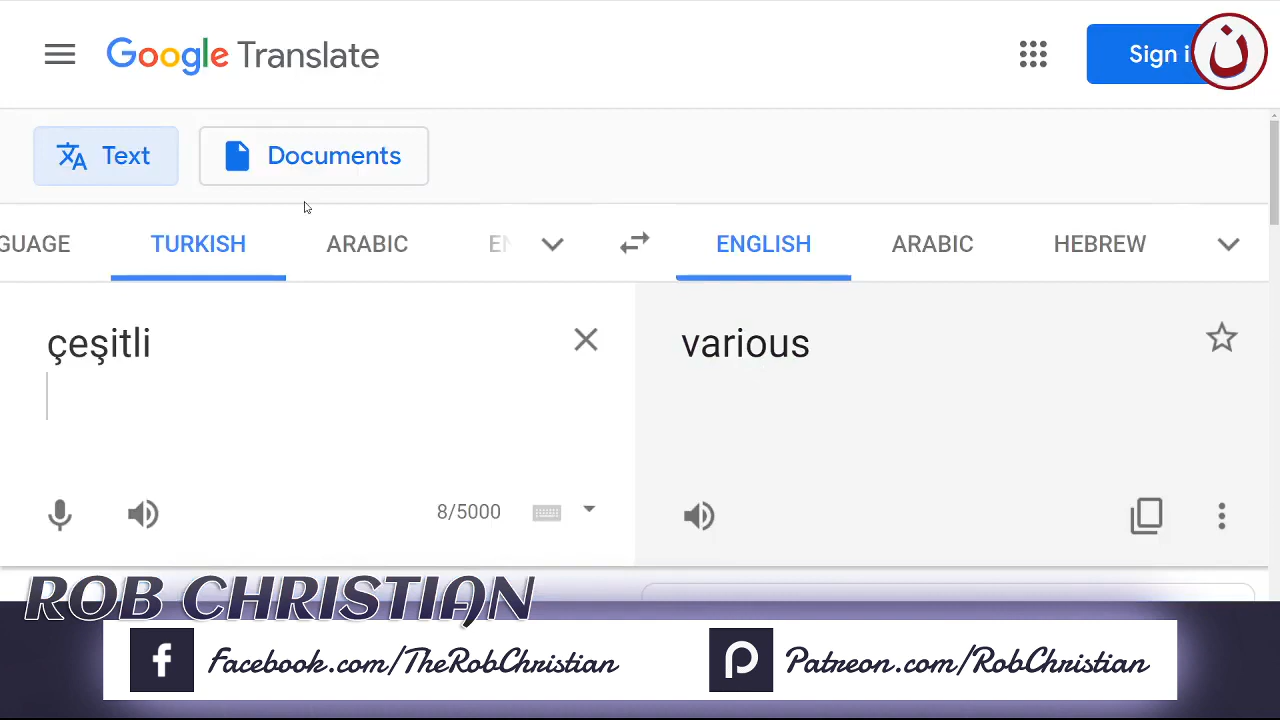 Google Translate
Sign i
ن
Text
Documents
GUAGE
TURKISH
ARABIC
EN
ENGLISH
ARABIC
HEBREW
çeşitli
various
8/5000
ROB CHRISTIAN
Facebook.com/TheRobChristian
Patreon.com/RobChristian